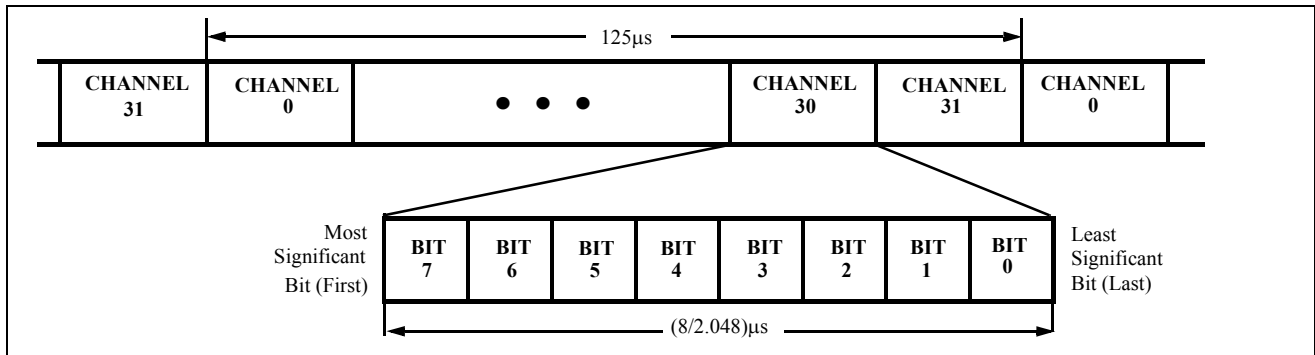 125µs
CHANNEL
31
CHANNEL
0
• • •
CHANNEL
30
CHANNEL
31
CHANNEL
0
Most
Significant
Bit (First)
BIT
7
BIT
6
BIT
5
BIT
4
BIT
3
BIT
2
BIT
1
BIT
0
Least
Significant
Bit (Last)
(8/2.048)µs